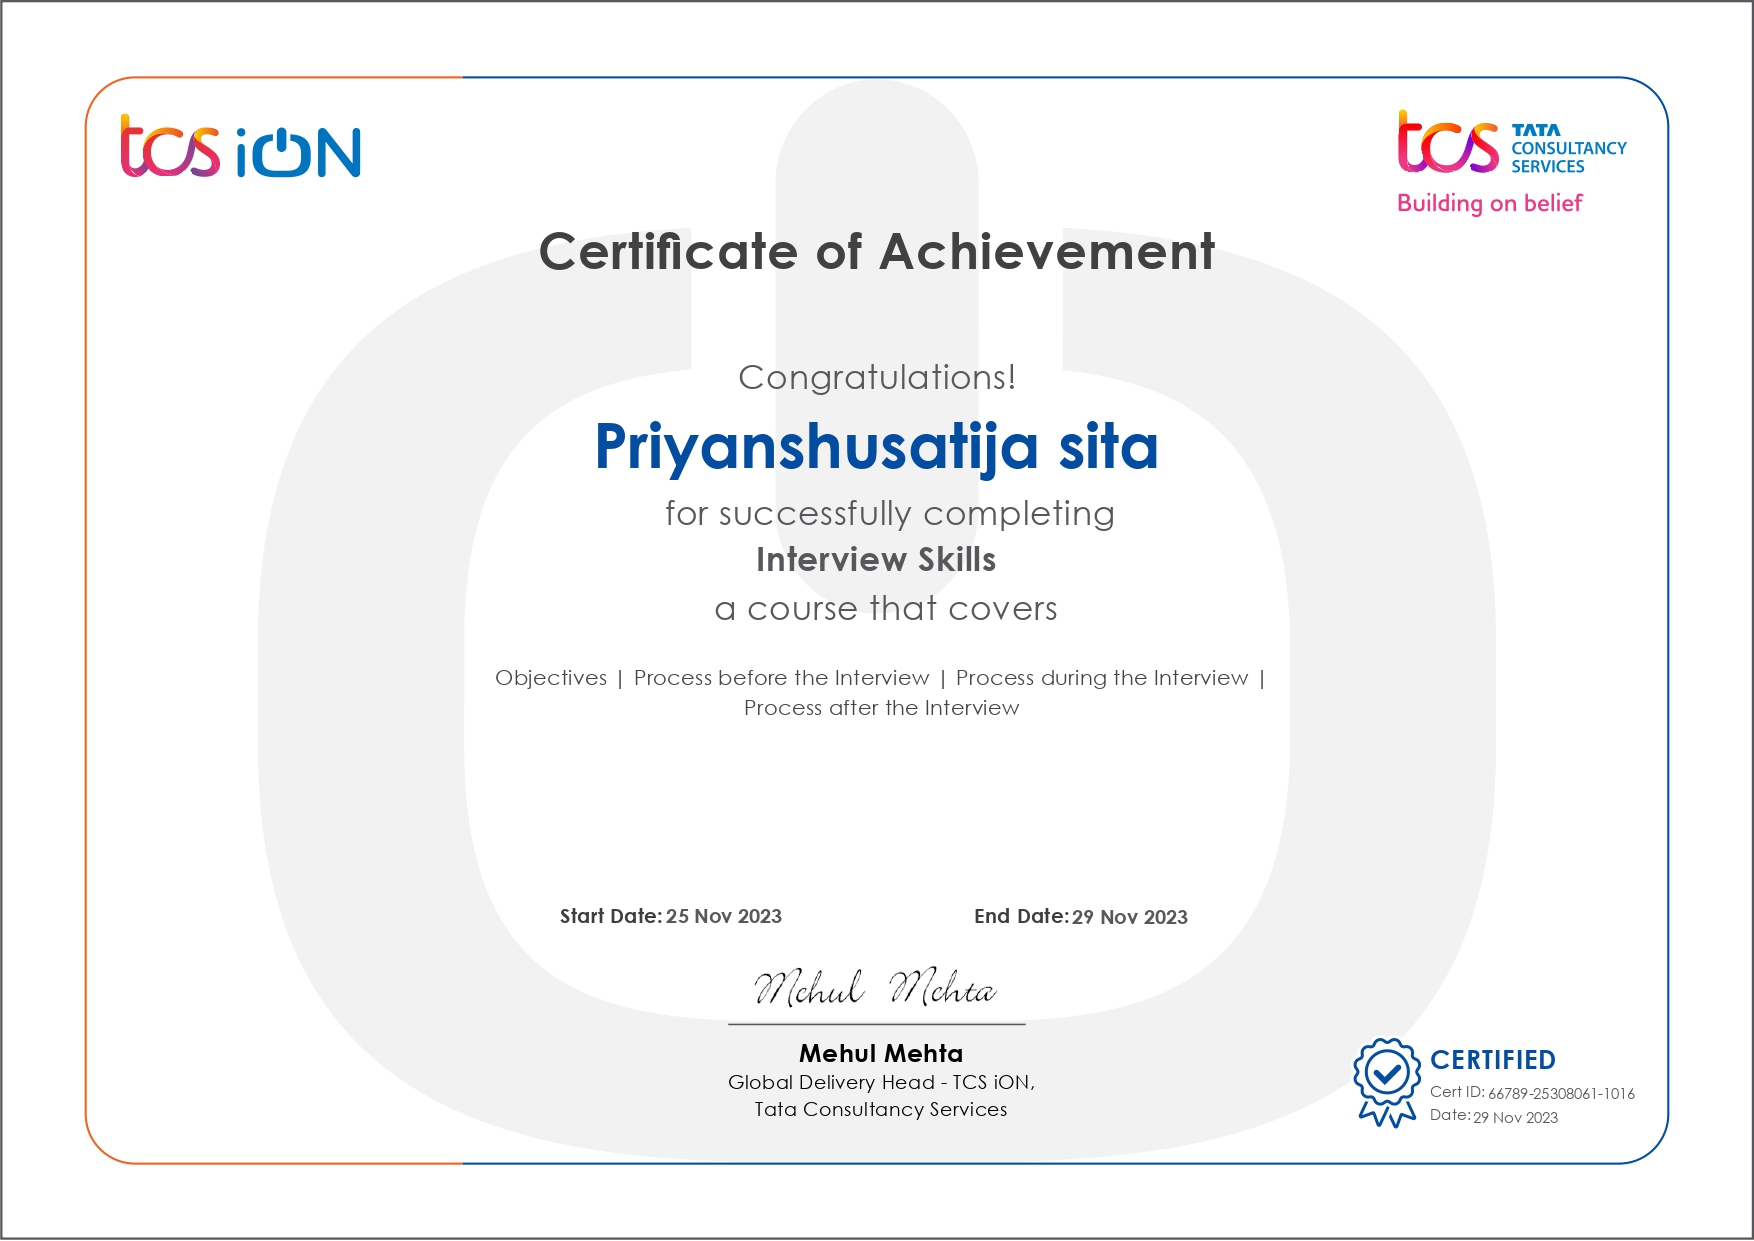 tcs iON
tcs TATA
CONSULTANCY
SERVICES
Building on belief
Certificate of Achievement
Congratulations!
Priyanshusatija sita
for successfully completing
Interview Skills
a course that covers
Objectives | Process before the Interview | Process during the Interview |
Process after the Interview
Start Date: 25 Nov 2023
End Date: 29 Nov 2023
Mehul Mehta
Mehul Mehta
Global Delivery Head - TCS iON,
Tata Consultancy Services
CERTIFIED
Cert ID: 66789-25308061-1016
Date: 29 Nov 2023